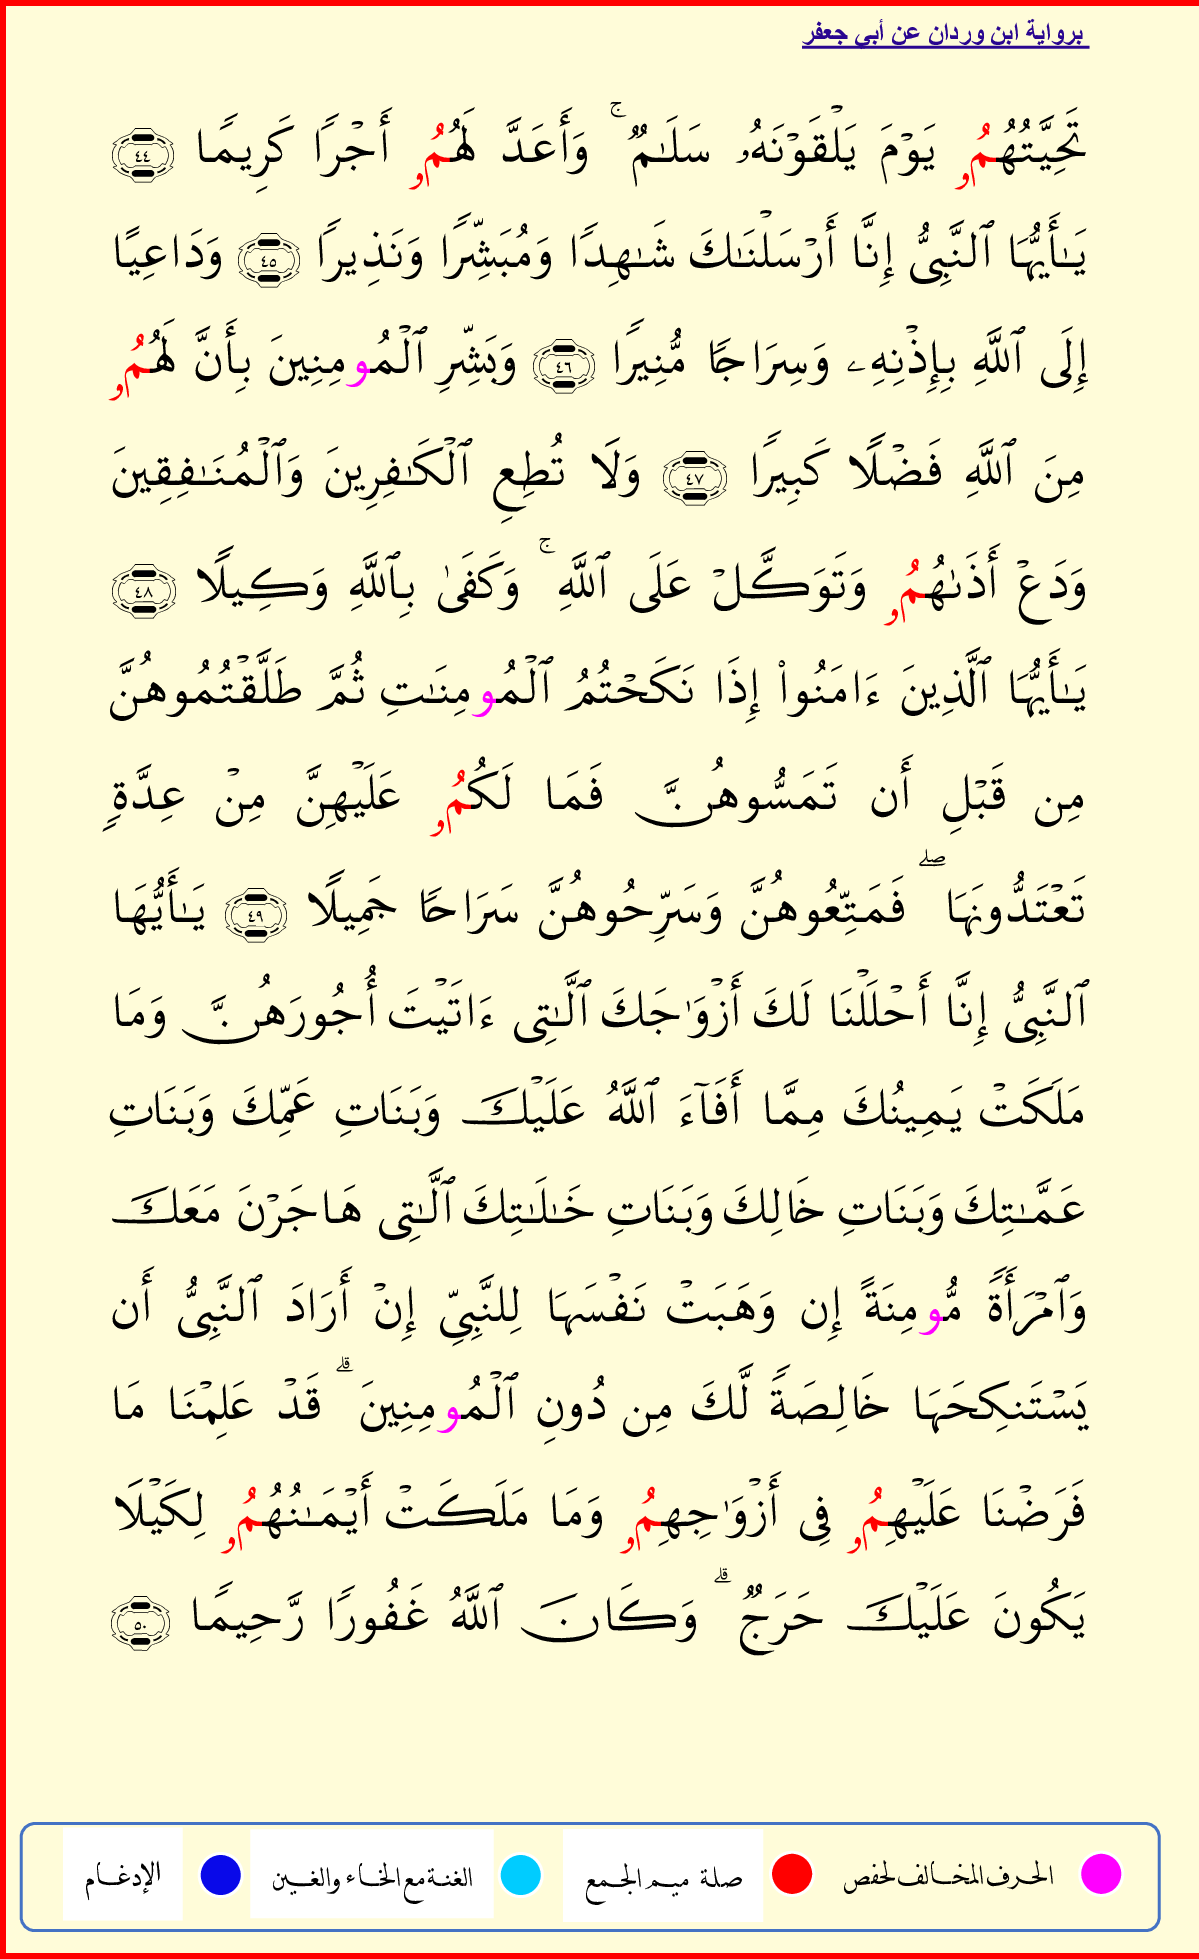 برواية ابن وردان عن أبي جعفر
تَحِيَّتُهُمُۥ يَوۡمَ يَلۡقَوۡنَهُۥ سَلَٰمٞۚ وَأَعَدَّ لَهُمُۥ أَجۡرٗا كَرِيمٗا ٤٤
يَٰٓأَيُّهَا ٱلنَّبِيُّ إِنَّا أَرۡسَلۡنَٰكَ شَٰهِدٗا وَمُبَشِّرٗا وَنَذِيرٗا ٤٥ وَدَاعِيًا
إِلَى ٱللَّهِ بِإِذۡنِهِۦ وَسِرَاجٗا مُّنِيرٗا ٤٦ وَبَشِّرِ ٱلۡمُومِنِينَ بِأَنَّ لَهُمُۥ
مِنَ ٱللَّهِ فَضۡلٗا كَبِيرٗا ٤٧ وَلَا تُطِعِ ٱلۡكَٰفِرِينَ وَٱلۡمُنَٰفِقِينَ
وَدَعۡ أَذَىٰهُمُۥ وَتَوَكَّلۡ عَلَى ٱللَّهِۚ وَكَفَىٰ بِٱللَّهِ وَكِيلٗا ٤٨
يَٰأَيُّهَا ٱلَّذِينَ ءَامَنُواْ إِذَا نَكَحۡتُمُ ٱلۡمُومِنَٰتِ ثُمَّ طَلَّقۡتُمُوهُنَّ
مِن قَبۡلِ أَن تَمَسُّوهُنَّ فَمَا لَكُمُۥ عَلَيۡهِنَّ مِنۡ عِدَّةٖ
تَعۡتَدُّونَهَاۖ فَمَتِّعُوهُنَّ وَسَرِّحُوهُنَّ سَرَاحٗا جَمِيلٗا ٤٩ يَٰأَيُّهَا
ٱلنَّبِيُّ إِنَّا أَحۡلَلۡنَا لَكَ أَزۡوَٰجَكَ ٱلَّٰتِي ءَاتَيۡتَ أُجُورَهُنَّ وَمَا
مَلَكَتۡ يَمِينُكَ مِمَّا أَفَآءَ ٱللَّهُ عَلَيۡكَ وَبَنَاتِ عَمِّكَ وَبَنَاتِ
عَمَّٰتِكَ وَبَنَاتِ خَالِكَ وَبَنَاتِ خَٰلَٰتِكَ ٱلَّٰتِي هَاجَرۡنَ مَعَكَ
وَٱمۡرَأَةٗ مُّومِنَةً إِن وَهَبَتۡ نَفۡسَهَا لِلنَّبِيِّ إِنۡ أَرَادَ ٱلنَّبِيُّ أَن
يَسۡتَنكِحَهَا خَالِصَةٗ لَّكَ مِن دُونِ ٱلۡمُومِنِينَۗ قَدۡ عَلِمۡنَا مَا
فَرَضۡنَا عَلَيۡهِمُۥ فِي أَزۡوَٰجِهِمُۥ وَمَا مَلَكَتۡ أَيۡمَٰنُهُمُۥ لِكَيۡلَا
يَكُونَ عَلَيۡكَ حَرَجٞۗ وَكَانَ ٱللَّهُ غَفُورٗا رَّحِيمٗا ٥٠
الحرف المخالف لحفص صلة ميم الجمع الغنة مع الخاء والغين الإدغام